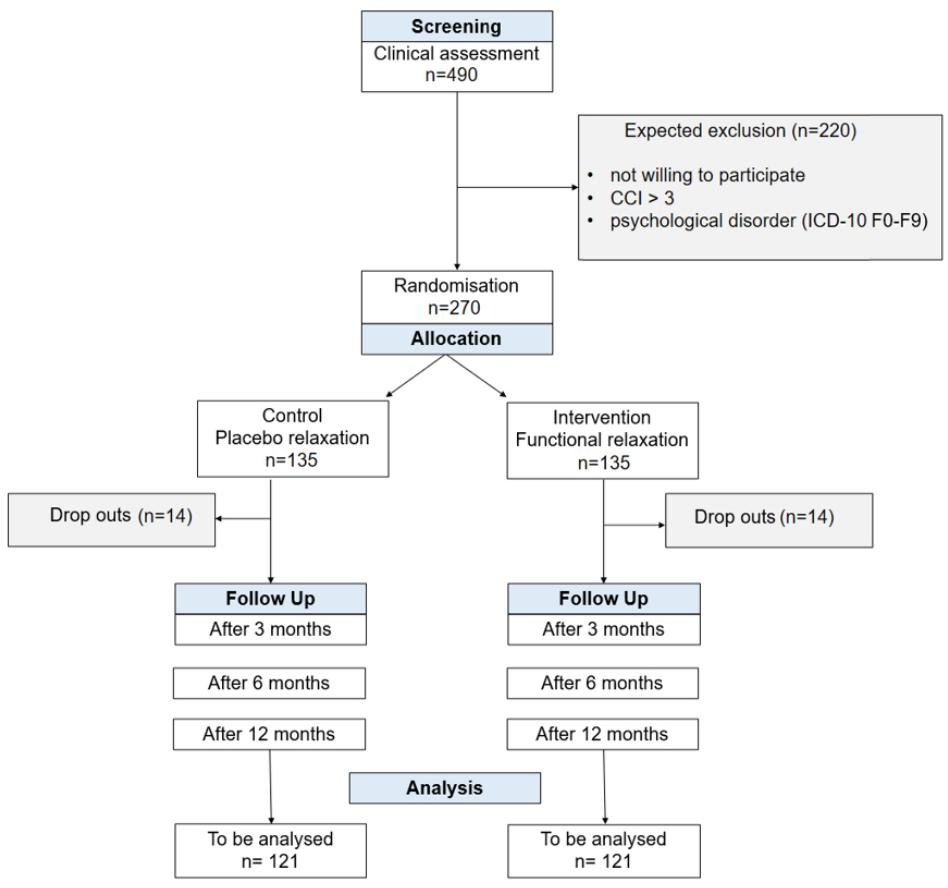 Screening
Clinical assessment
n=490
Expected exclusion (n=220)
• not willing to participate
• CCI > 3
• psychological disorder (ICD-10 F0-F9)
Randomisation
n=270
Allocation
Control
Placebo relaxation
n=135
Intervention
Functional relaxation
n=135
Drop outs (n=14)
Drop outs (n=14)
Follow Up
After 3 months
After 6 months
After 12 months
Follow Up
After 3 months
After 6 months
After 12 months
Analysis
To be analysed
n= 121
To be analysed
n= 121